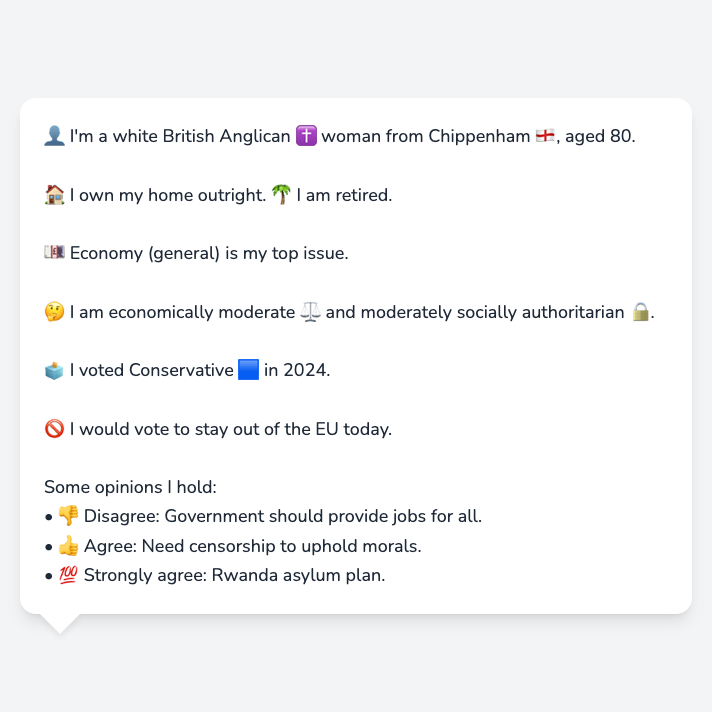 👤 I'm a white British Anglican ✝️ woman from Chippenham 🏴󠁧󠁢󠁥󠁮󠁧󠁿, aged 80.
🏠 I own my home outright. 🌴 I am retired.
💷 Economy (general) is my top issue.
🤔 I am economically moderate ⚖️ and moderately socially authoritarian 🔒.
🗳️ I voted Conservative 🟦 in 2024.
🚫 I would vote to stay out of the EU today.
Some opinions I hold:
• 👎 Disagree: Government should provide jobs for all.
• 👍 Agree: Need censorship to uphold morals.
• 💯 Strongly agree: Rwanda asylum plan.